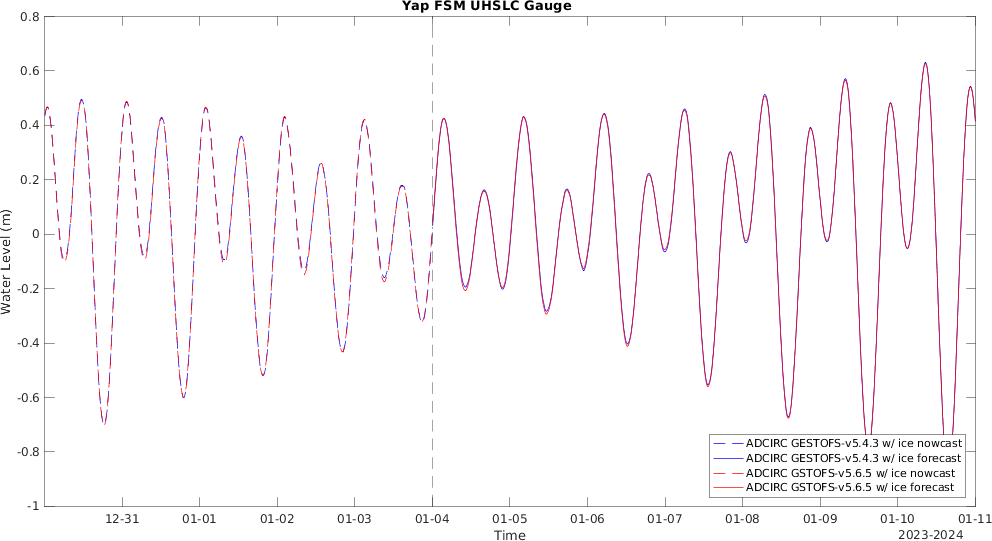 Yap FSM UHSLC Gauge
0.8
0.6
0.4
0.2
0
-0.2
-0.4
-0.6
-0.8
-1
Water Level (m)
ADCIRC GESTOFS-v5.4.3 w/ ice nowcast
ADCIRC GESTOFS-v5.4.3 w/ ice forecast
ADCIRC GSTOFS-v5.6.5 w/ ice nowcast
ADCIRC GSTOFS-v5.6.5 w/ ice forecast
12-31 01-01 01-02 01-03 01-04 01-05 01-06 01-07 01-08 01-09 01-10 01-11
Time
2023-2024